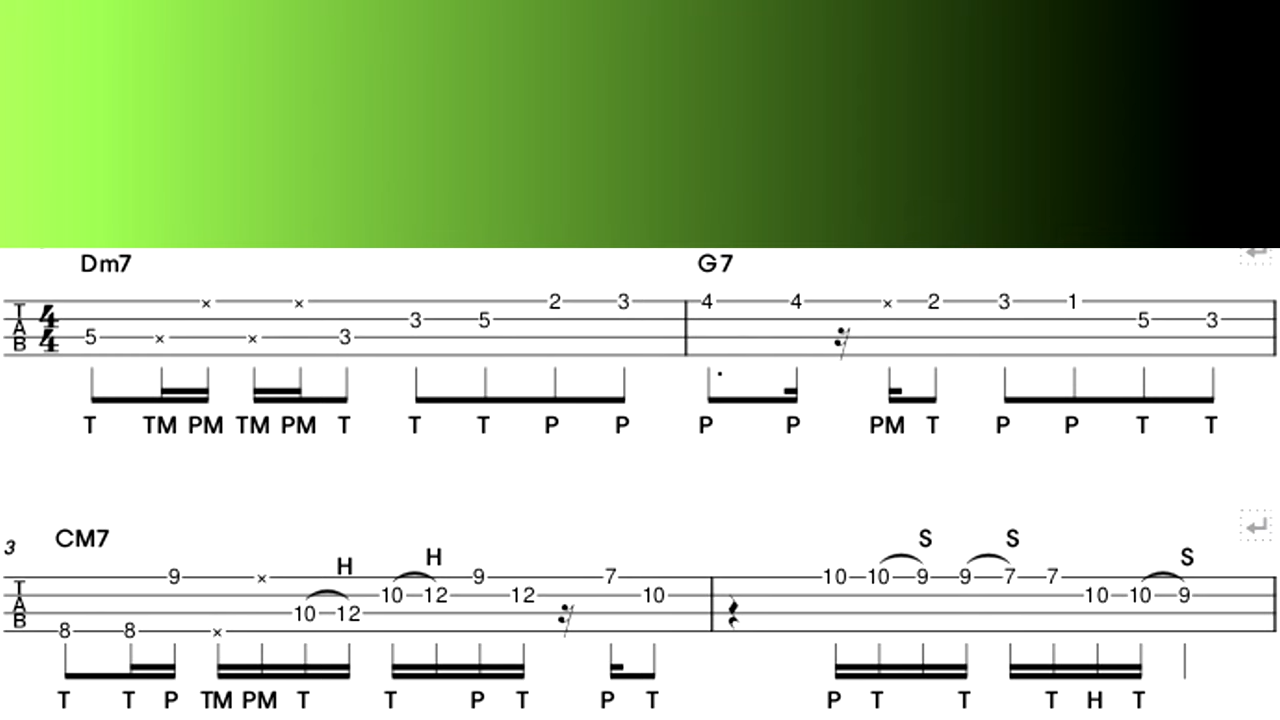 Dm7 G7
× × 2 3 4 4 × 2 3 1
T A B 4 4 3 5 5 3
5 × × 3
T TM PM TM PM T T T P P P P PM T P P T T
3 CM7 H H S S S
9 × 9 7 10 10 9 9 7 7
T A B 10 12 12 10 10 10 9
10 12
8 8 ×
T T P TM PM T T P T P T P T T T H T